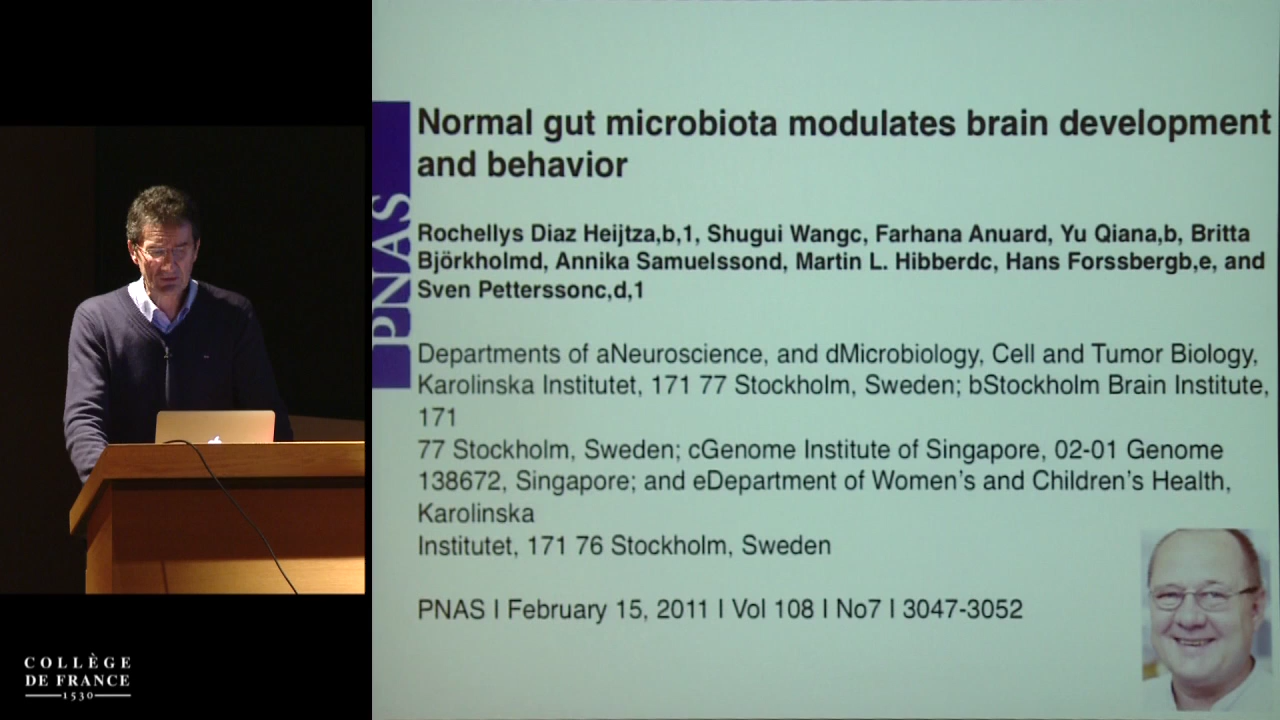 Normal gut microbiota modulates brain development
and behavior
PNAS
Rochellys Diaz Heijtza,b,1, Shugui Wangc, Farhana Anuard, Yu Qiana,b, Britta
Björkholmd, Annika Samuelssond, Martin L. Hibberdc, Hans Forssbergb,e, and
Sven Petterssonc,d,1
Departments of aNeuroscience, and dMicrobiology, Cell and Tumor Biology,
Karolinska Institutet, 171 77 Stockholm, Sweden; bStockholm Brain Institute,
171
77 Stockholm, Sweden; cGenome Institute of Singapore, 02-01 Genome
138672, Singapore; and eDepartment of Women's and Children's Health,
Karolinska
Institutet, 171 76 Stockholm, Sweden
PNAS I February 15, 2011 I Vol 108 I No7 I 3047-3052
COLLÈGE
DE FRANCE
1530